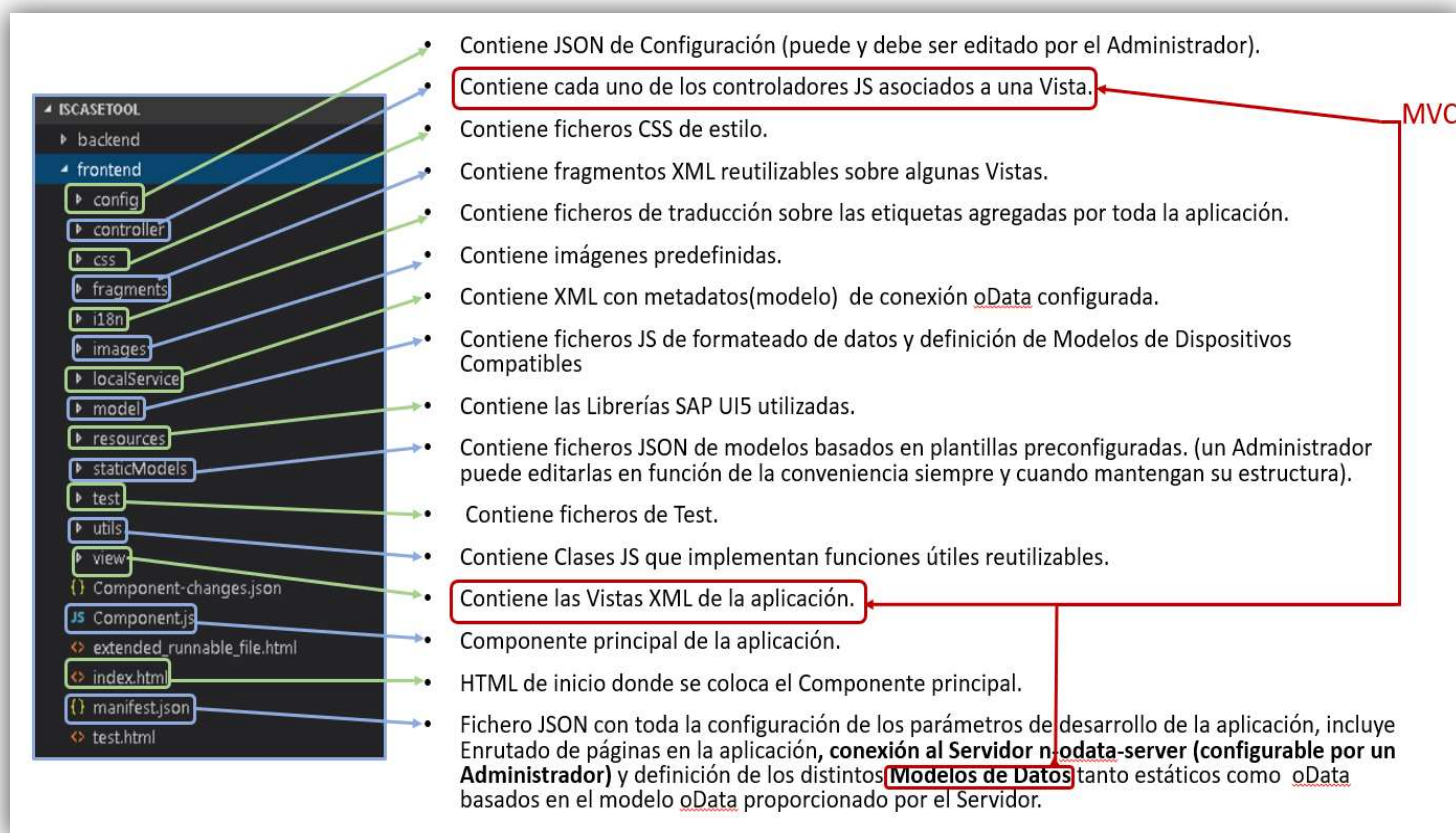 ISCASETOOL
backend
frontend
config
controller
css
fragments
i18n
images
localService
model
resources
staticModels
test
utils
view
{} Component-changes.json
JS Component.js
<> extended_runnable_file.html
<> index.html
{} manifest.json
<> test.html
• Contiene JSON de Configuración (puede y debe ser editado por el Administrador).
• Contiene cada uno de los controladores JS asociados a una Vista.
MVC
• Contiene ficheros CSS de estilo.
• Contiene fragmentos XML reutilizables sobre algunas Vistas.
• Contiene ficheros de traducción sobre las etiquetas agregadas por toda la aplicación.
• Contiene imágenes predefinidas.
• Contiene XML con metadatos(modelo) de conexión oData configurada.
• Contiene ficheros JS de formateado de datos y definición de Modelos de Dispositivos
Compatibles
• Contiene las Librerías SAP UI5 utilizadas.
• Contiene ficheros JSON de modelos basados en plantillas preconfiguradas. (un Administrador
puede editarlas en función de la conveniencia siempre y cuando mantengan su estructura).
• Contiene ficheros de Test.
• Contiene Clases JS que implementan funciones útiles reutilizables.
• Contiene las Vistas XML de la aplicación.
• Componente principal de la aplicación.
• HTML de inicio donde se coloca el Componente principal.
• Fichero JSON con toda la configuración de los parámetros de desarrollo de la aplicación, incluye
Enrutado de páginas en la aplicación, conexión al Servidor n-odata-server (configurable por un
Administrador) y definición de los distintos Modelos de Datos tanto estáticos como oData
basados en el modelo oData proporcionado por el Servidor.